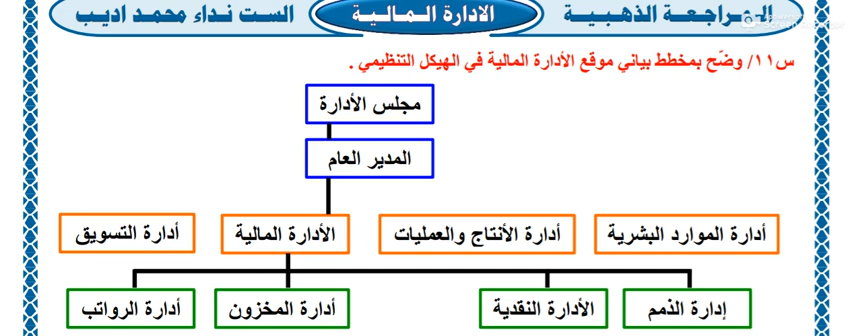 المراجعة الذهبية
الادارة المالية
الست نداء محمد اديب
س١١/ وضّح بمخطط بياني موقع الأدارة المالية في الهيكل التنظيمي .
مجلس الأدارة
المدير العام
أدارة الموارد البشرية
أدارة الأنتاج والعمليات
الأدارة المالية
أدارة التسويق
إدارة الذمم
الأدارة النقدية
أدارة المخزون
أدارة الرواتب